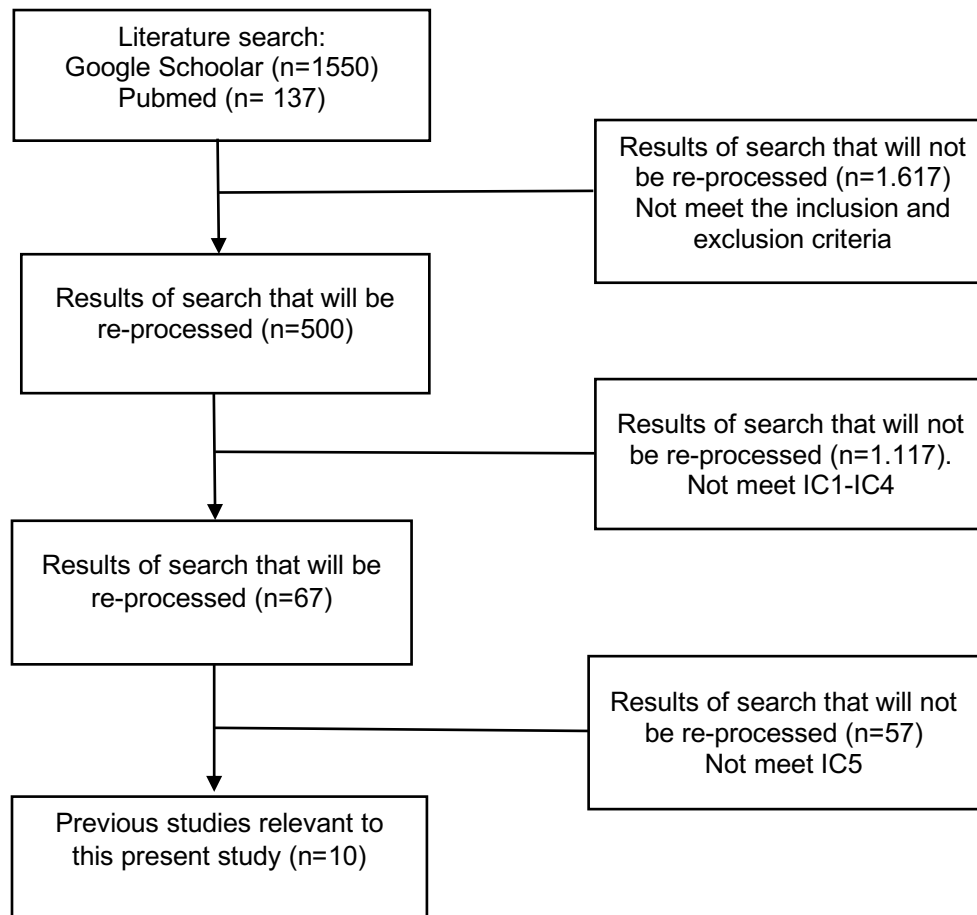 Literature search:
Google Schoolar (n=1550)
Pubmed (n= 137)
Results of search that will not
be re-processed (n=1.617)
Not meet the inclusion and
exclusion criteria
Results of search that will be
re-processed (n=500)
Results of search that will not
be re-processed (n=1.117).
Not meet IC1-IC4
Results of search that will be
re-processed (n=67)
Results of search that will not
be re-processed (n=57)
Not meet IC5
Previous studies relevant to
this present study (n=10)